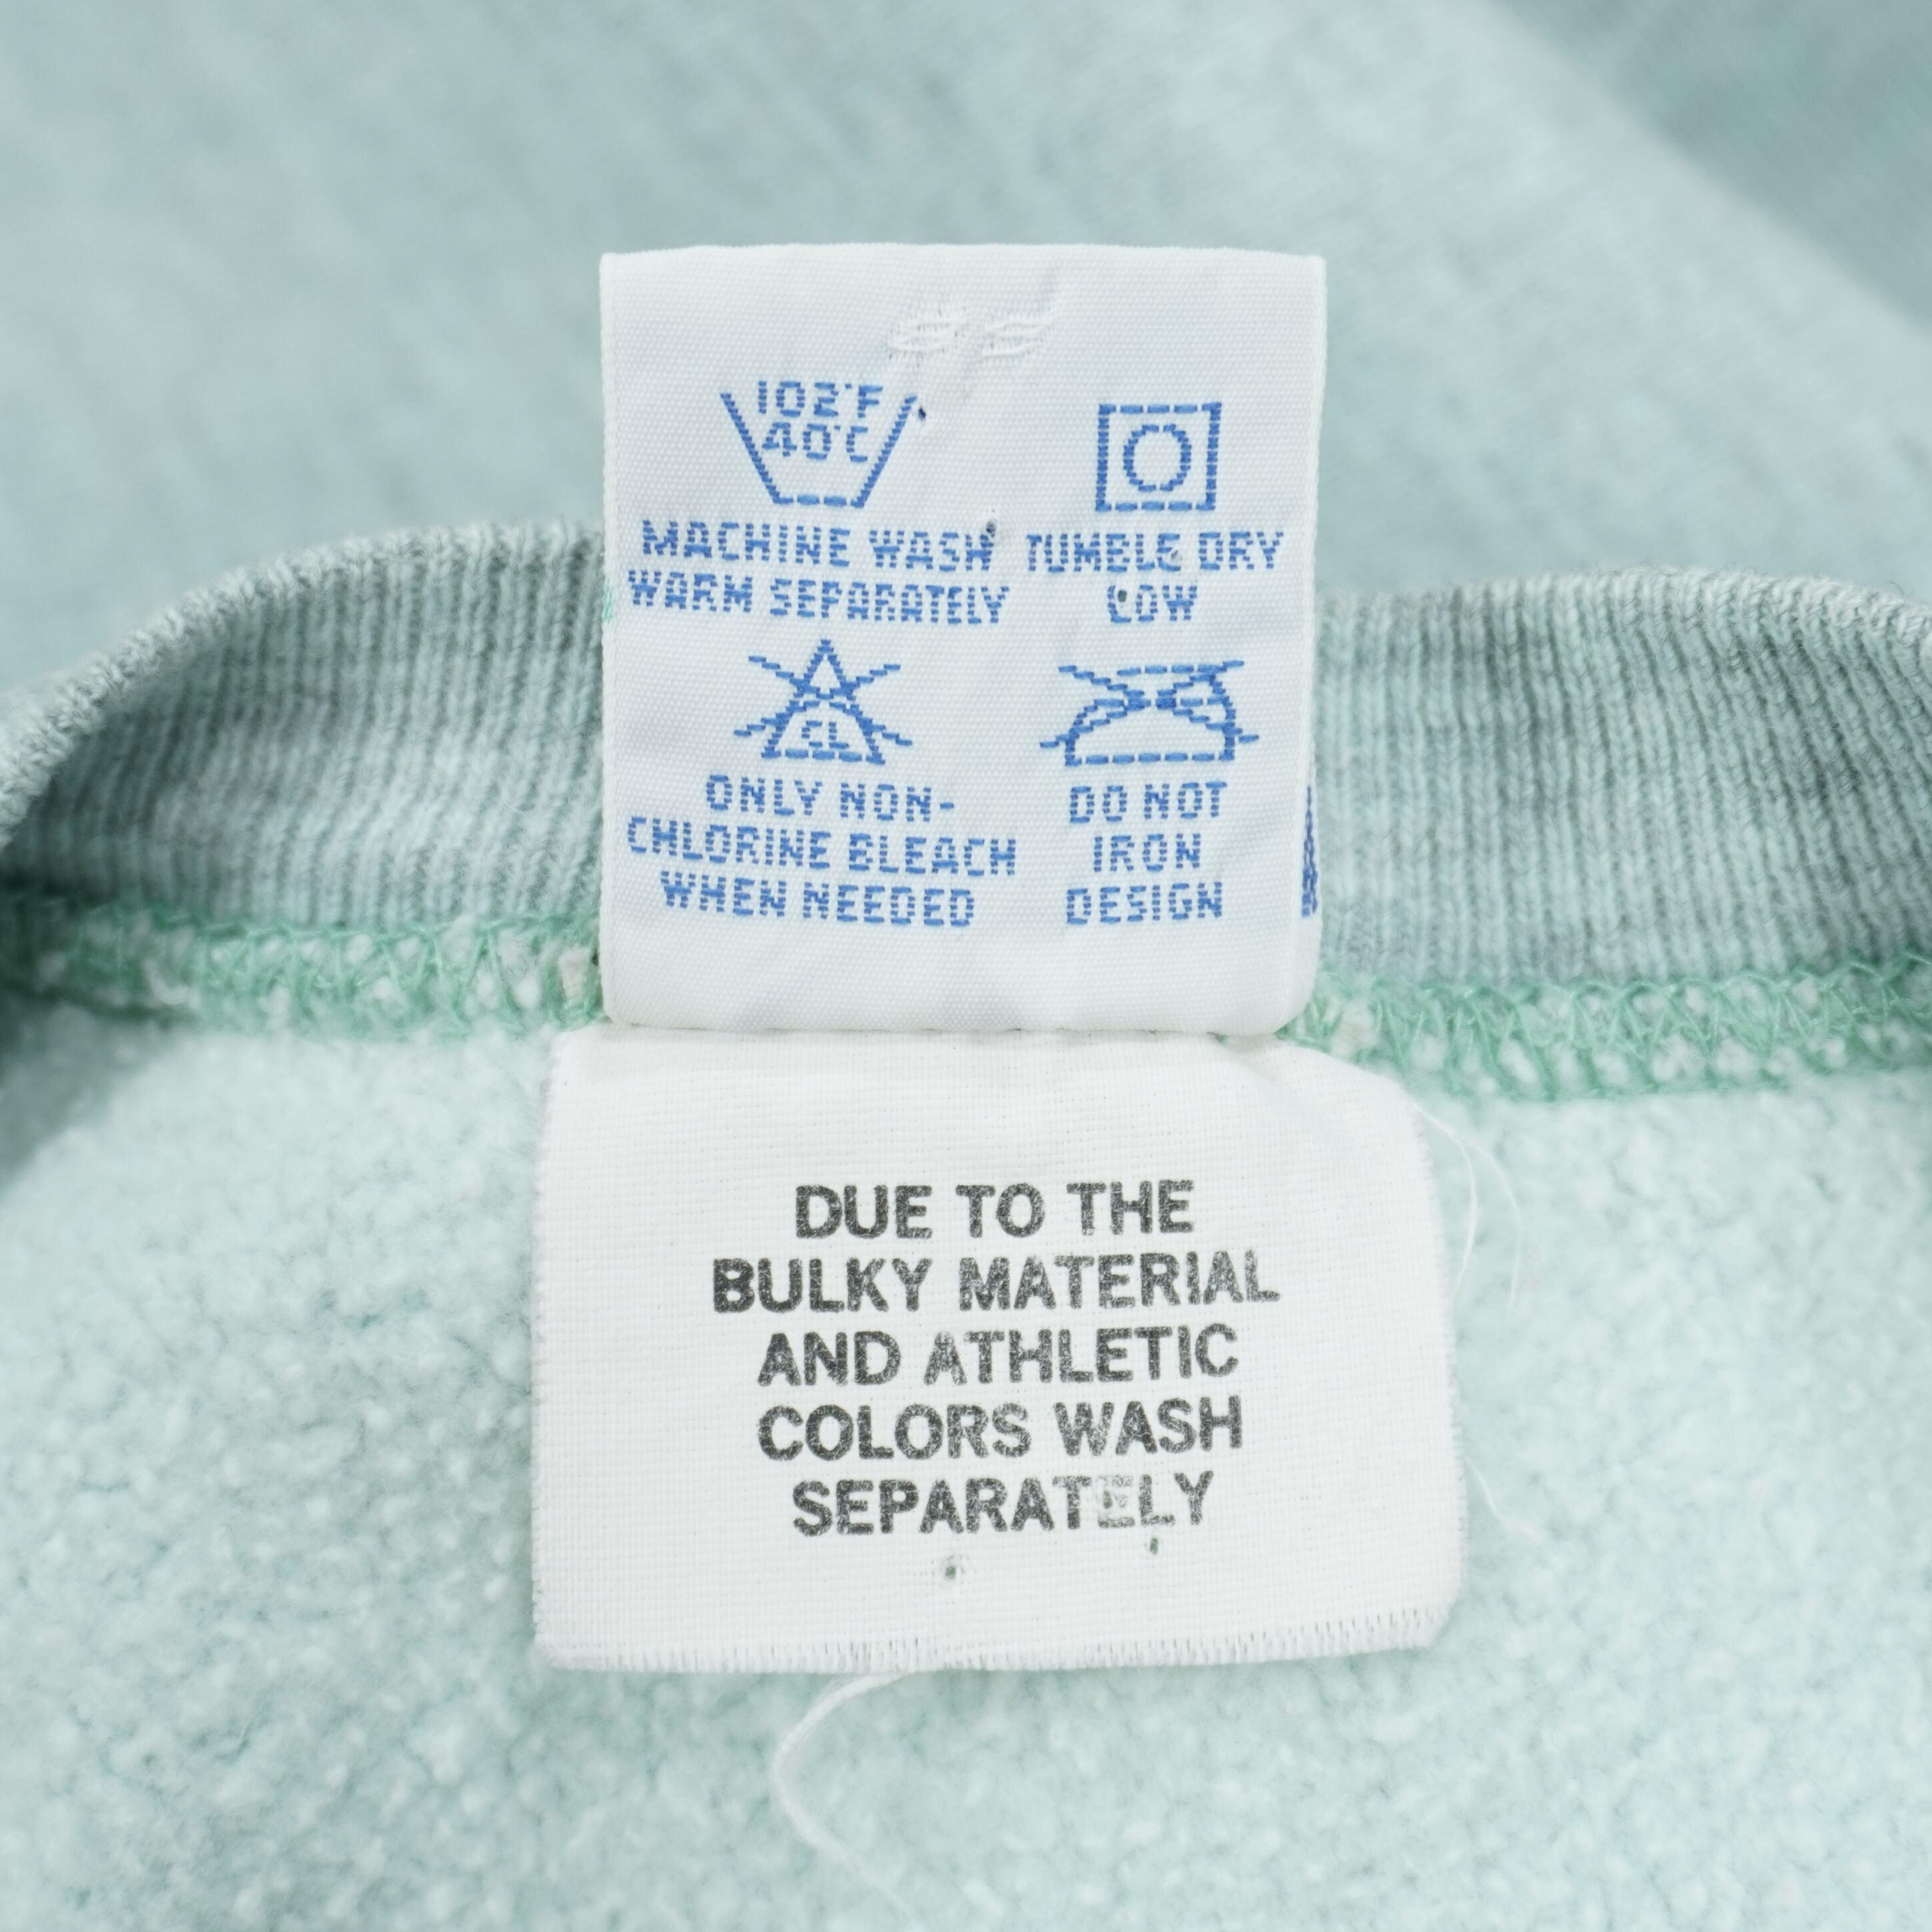 102°F
40°C
MACHINE WASH
WARM SEPARATELY
TUMBLE DRY
LOW
CL
ONLY NON-
CHLORINE BLEACH
WHEN NEEDED
DO NOT
IRON
DESIGN
DUE TO THE
BULKY MATERIAL
AND ATHLETIC
COLORS WASH
SEPARATELY